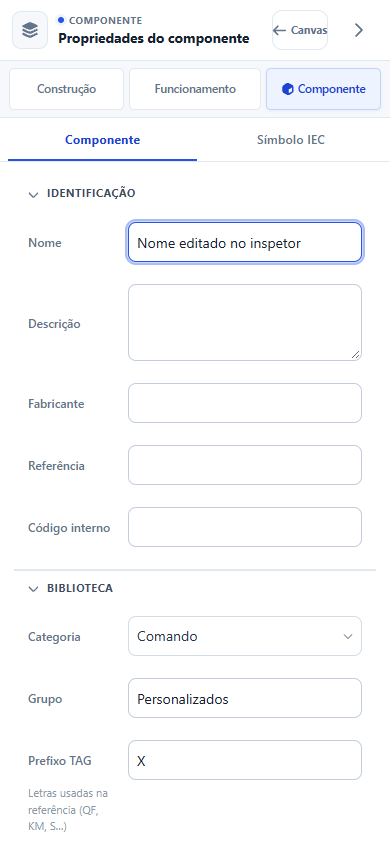 COMPONENTE
Propriedades do componente
← Canvas
Construção
Funcionamento
Componente
Componente
Símbolo IEC
IDENTIFICAÇÃO
Nome
Nome editado no inspetor
Descrição
Fabricante
Referência
Código interno
BIBLIOTECA
Categoria
Comando
Grupo
Personalizados
Prefixo TAG
X
Letras usadas na
referência (QF,
KM, S...)